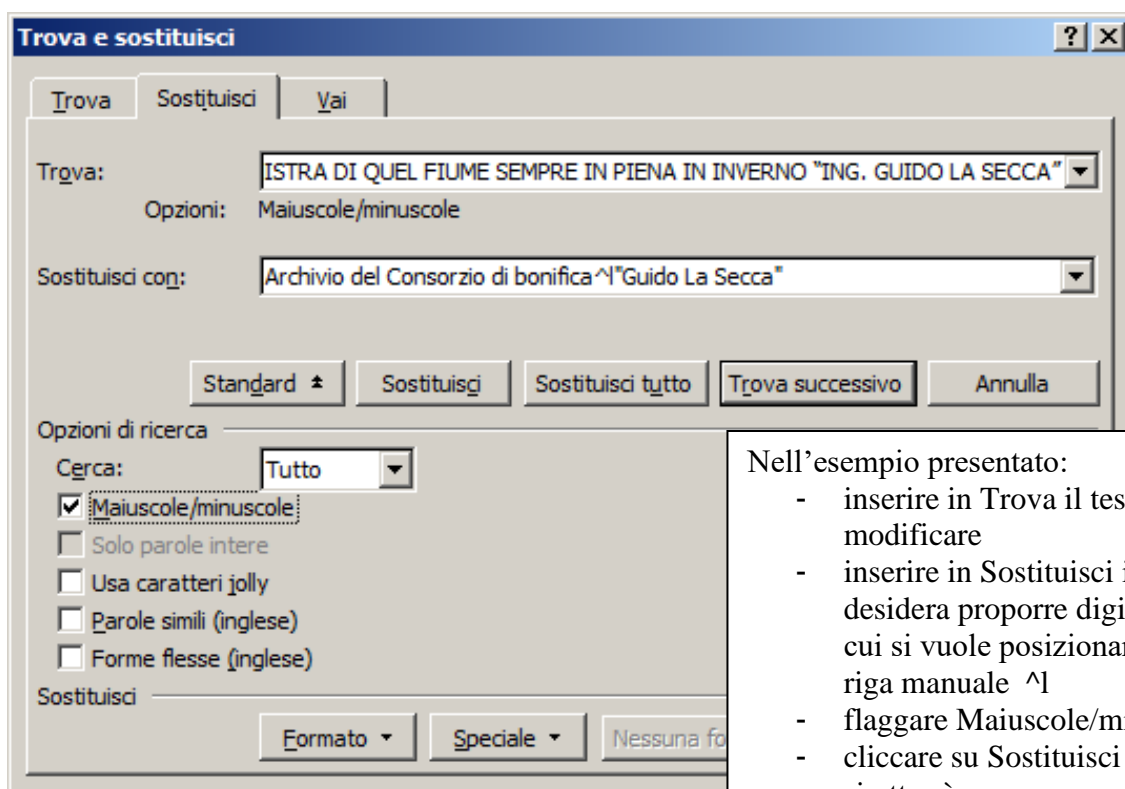 Trova e sostituisci
Trova Sostituisci Vai
Trova: ISTRA DI QUEL FIUME SEMPRE IN PIENA IN INVERNO “ING. GUIDO LA SECCA”
Opzioni: Maiuscole/minuscole
Sostituisci con: Archivio del Consorzio di bonifica^l"Guido La Secca"
Standard Sostituisci Sostituisci tutto Trova successivo Annulla
Opzioni di ricerca
Cerca: Tutto
Maiuscole/minuscole
Solo parole intere
Usa caratteri jolly
Parole simili (inglese)
Forme flesse (inglese)
Sostituisci
Formato Speciale Nessuna fo
Nell’esempio presentato:
- inserire in Trova il tes
modificare
- inserire in Sostituisci i
desidera proporre digi
cui si vuole posiziona
riga manuale ^l
- flaggare Maiuscole/mi
- cliccare su Sostituisci